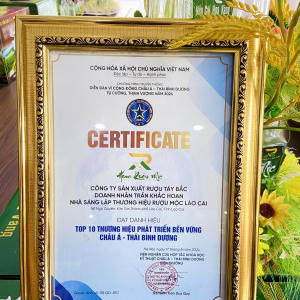 CỘNG HÒA XÃ HỘI CHỦ NGHĨA VIỆT NAM
Độc lập - Tự do - Hạnh phúc
CHƯƠNG TRÌNH TRUYỀN THÔNG
DIỄN ĐÀN VÌ CỘNG ĐỒNG CHÂU Á - THÁI BÌNH DƯƠNG
TỰ CƯỜNG, THỊNH VƯỢNG NĂM 2024
CERTIFICATE
CÔNG TY SẢN XUẤT RƯỢU TÂY BẮC
DOANH NHÂN TRẦN KHẮC HOAN
NHÀ SÁNG LẬP THƯƠNG HIỆU RƯỢU MỘC LÀO CAI
ĐẠT DANH HIỆU
TOP 10 THƯƠNG HIỆU PHÁT TRIỂN BỀN VỮNG
CHÂU Á - THÁI BÌNH DƯƠNG